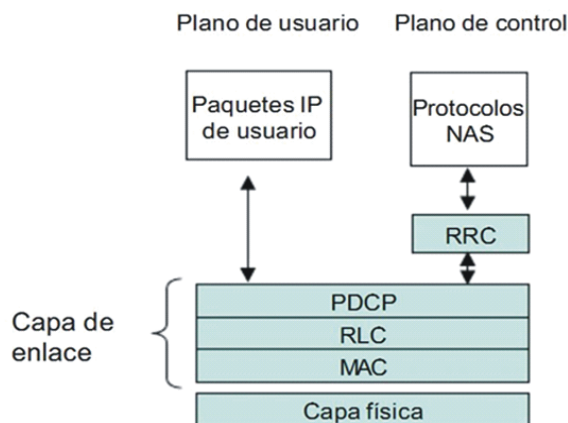 Plano de usuario
Plano de control
Paquetes IP
de usuario
Protocolos
NAS
RRC
Capa de
enlace
PDCP
RLC
MAC
Capa física